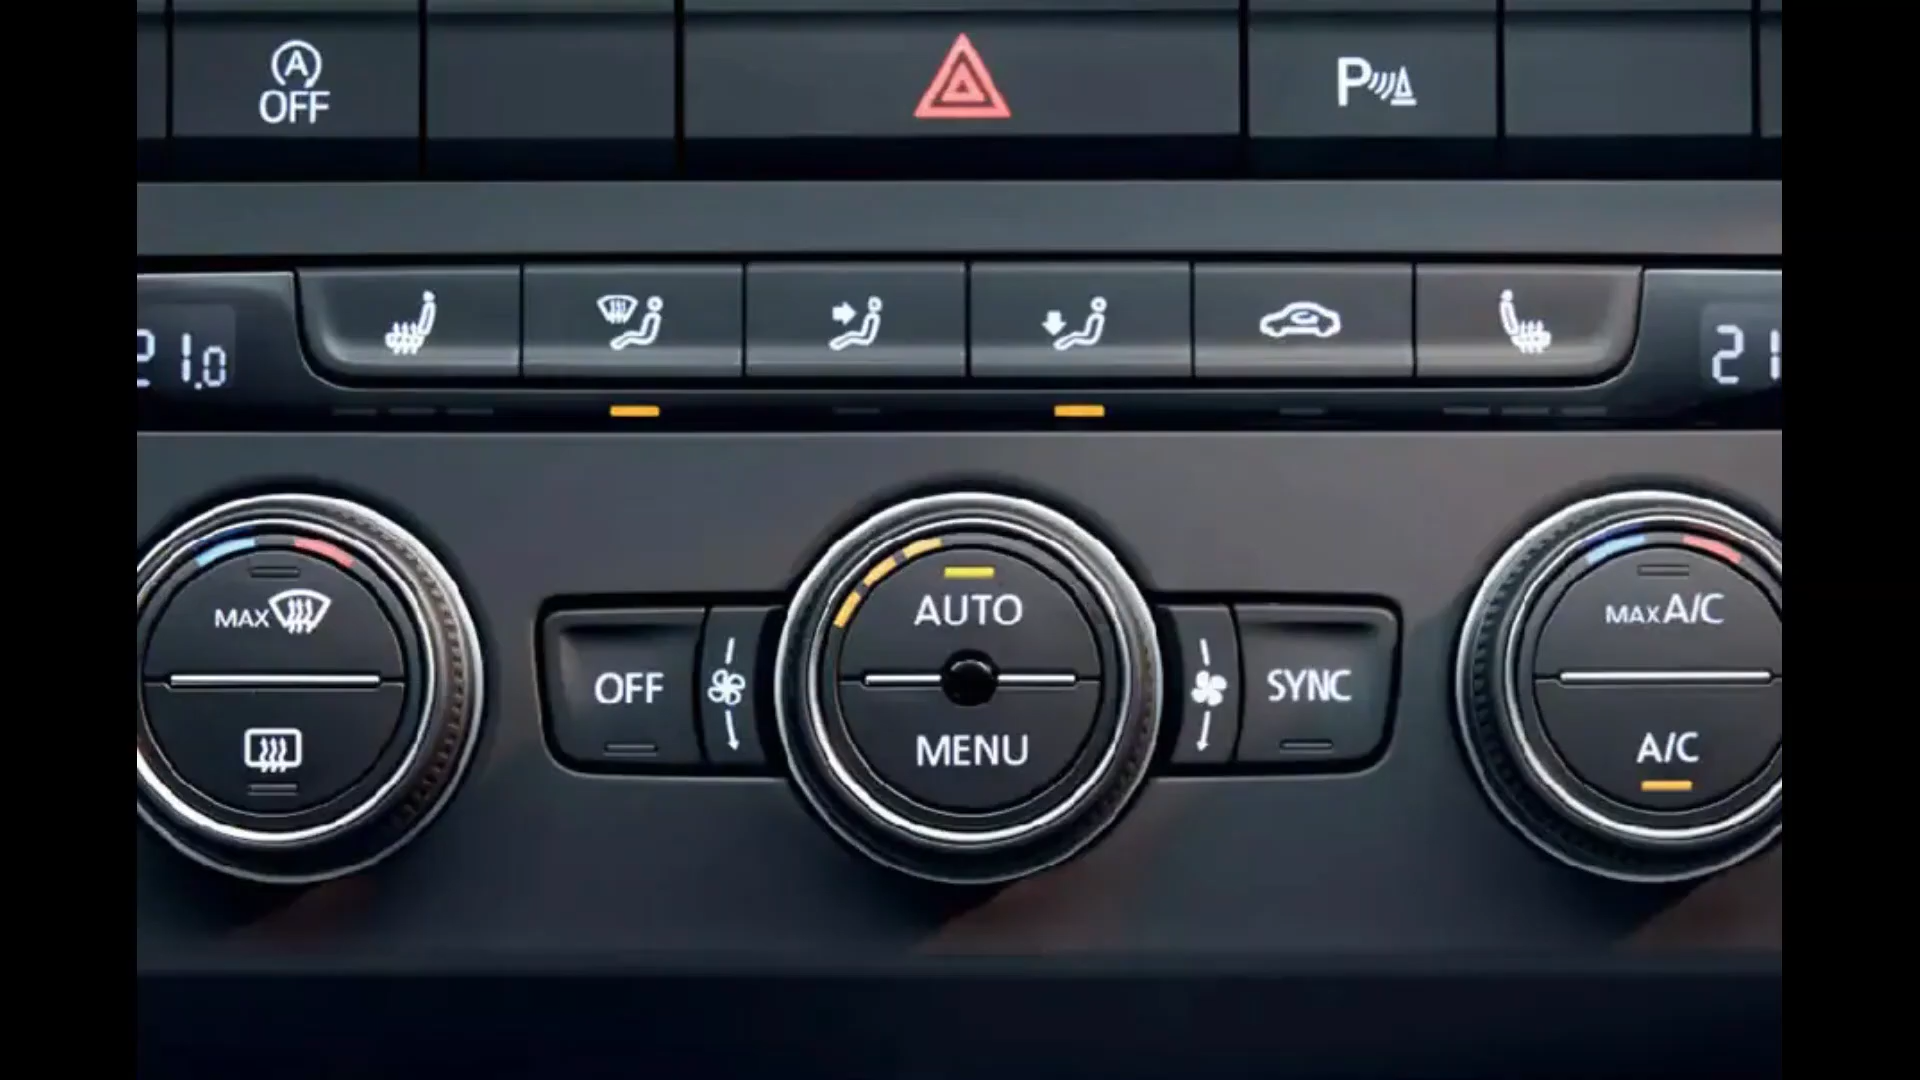 A
OFF
P
21.0
21
MAX
AUTO
MAX A/C
OFF
SYNC
MENU
A/C